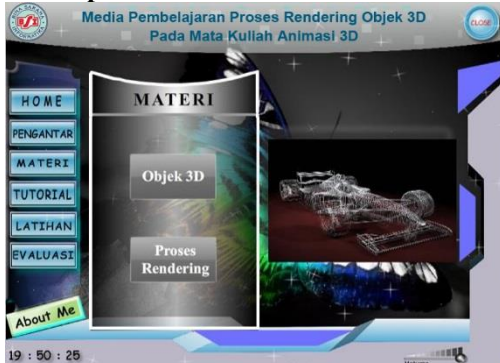 Media Pembelajaran Proses Rendering Objek 3D
Pada Mata Kuliah Animasi 3D
CLOSE
HOME
PENGANTAR
MATERI
TUTORIAL
LATIHAN
EVALUASI
About Me
MATERI
Objek 3D
Proses
Rendering
19 : 50 : 25